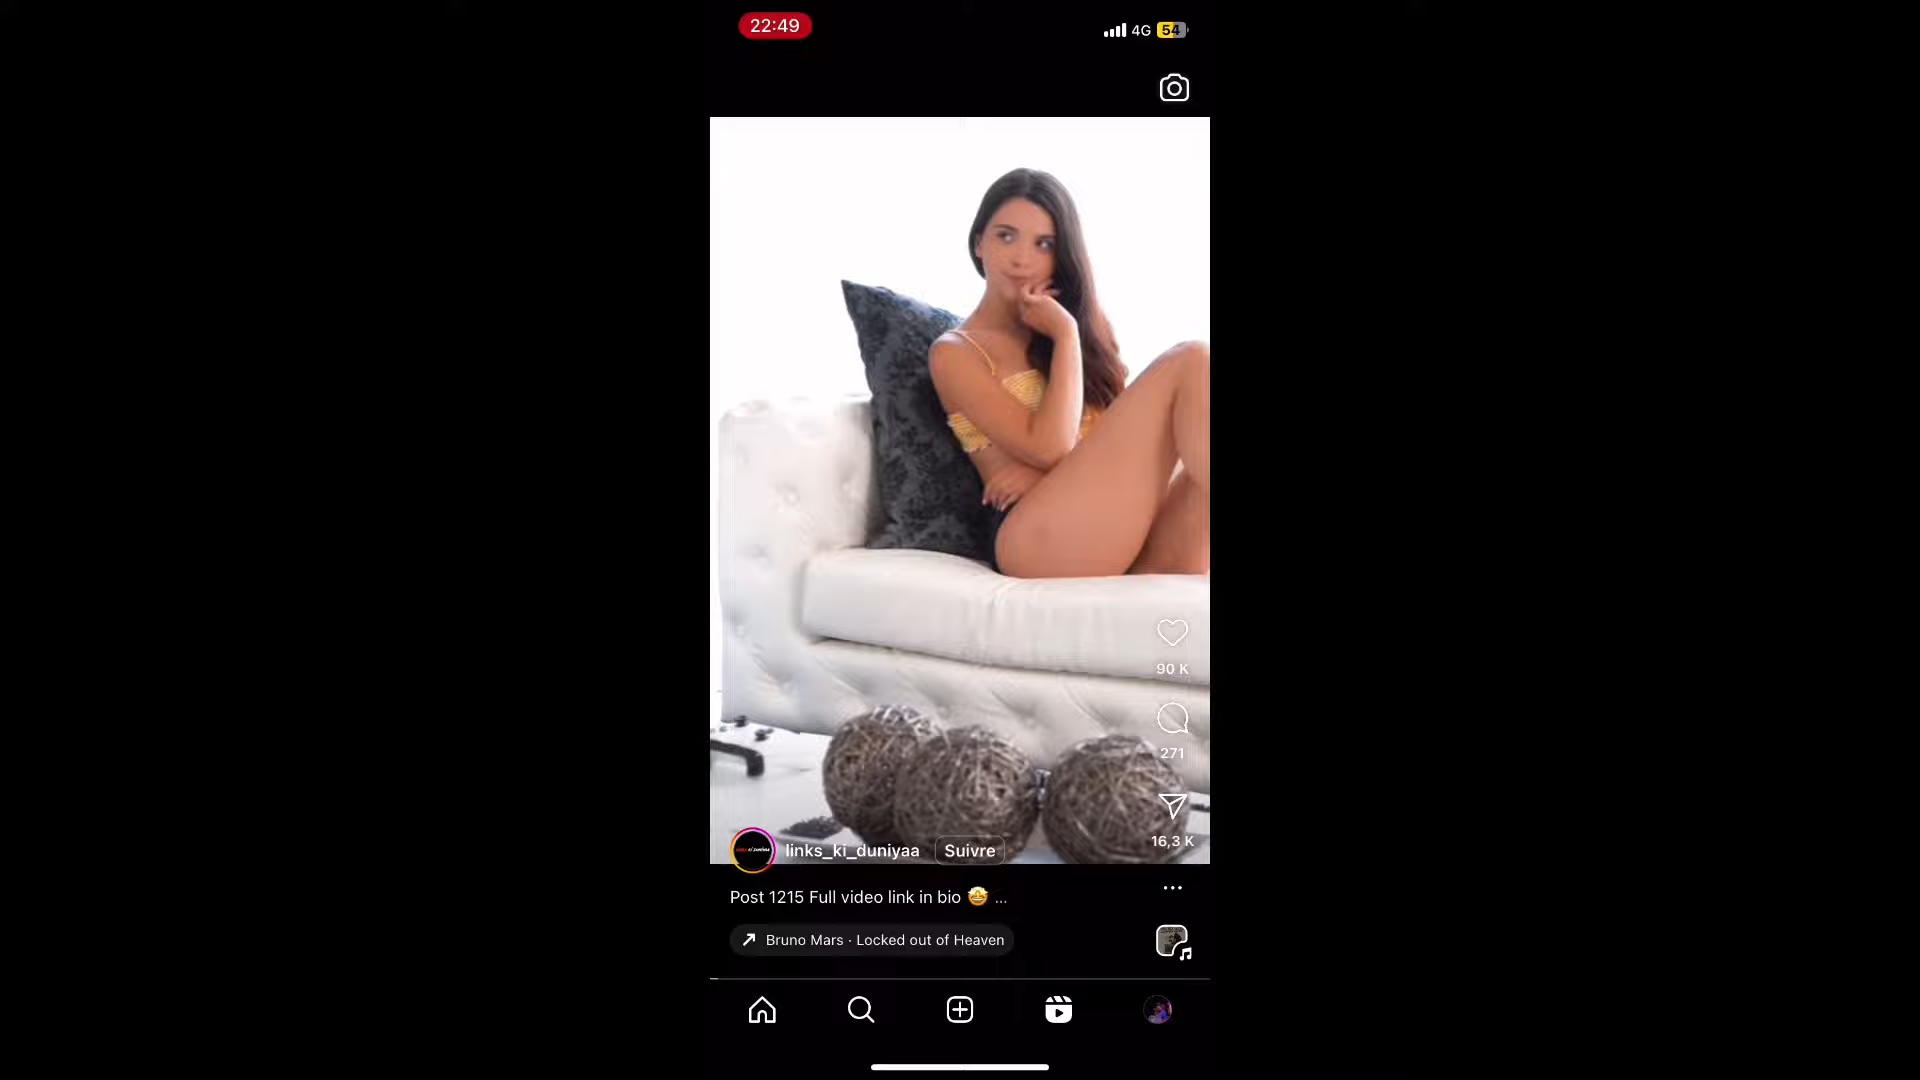 22:49
4G
54
90 K
271
16,3 K
links_ki_duniyaa
Suivre
Post 1215 Full video link in bio 🤩 ...
Bruno Mars · Locked out of Heaven